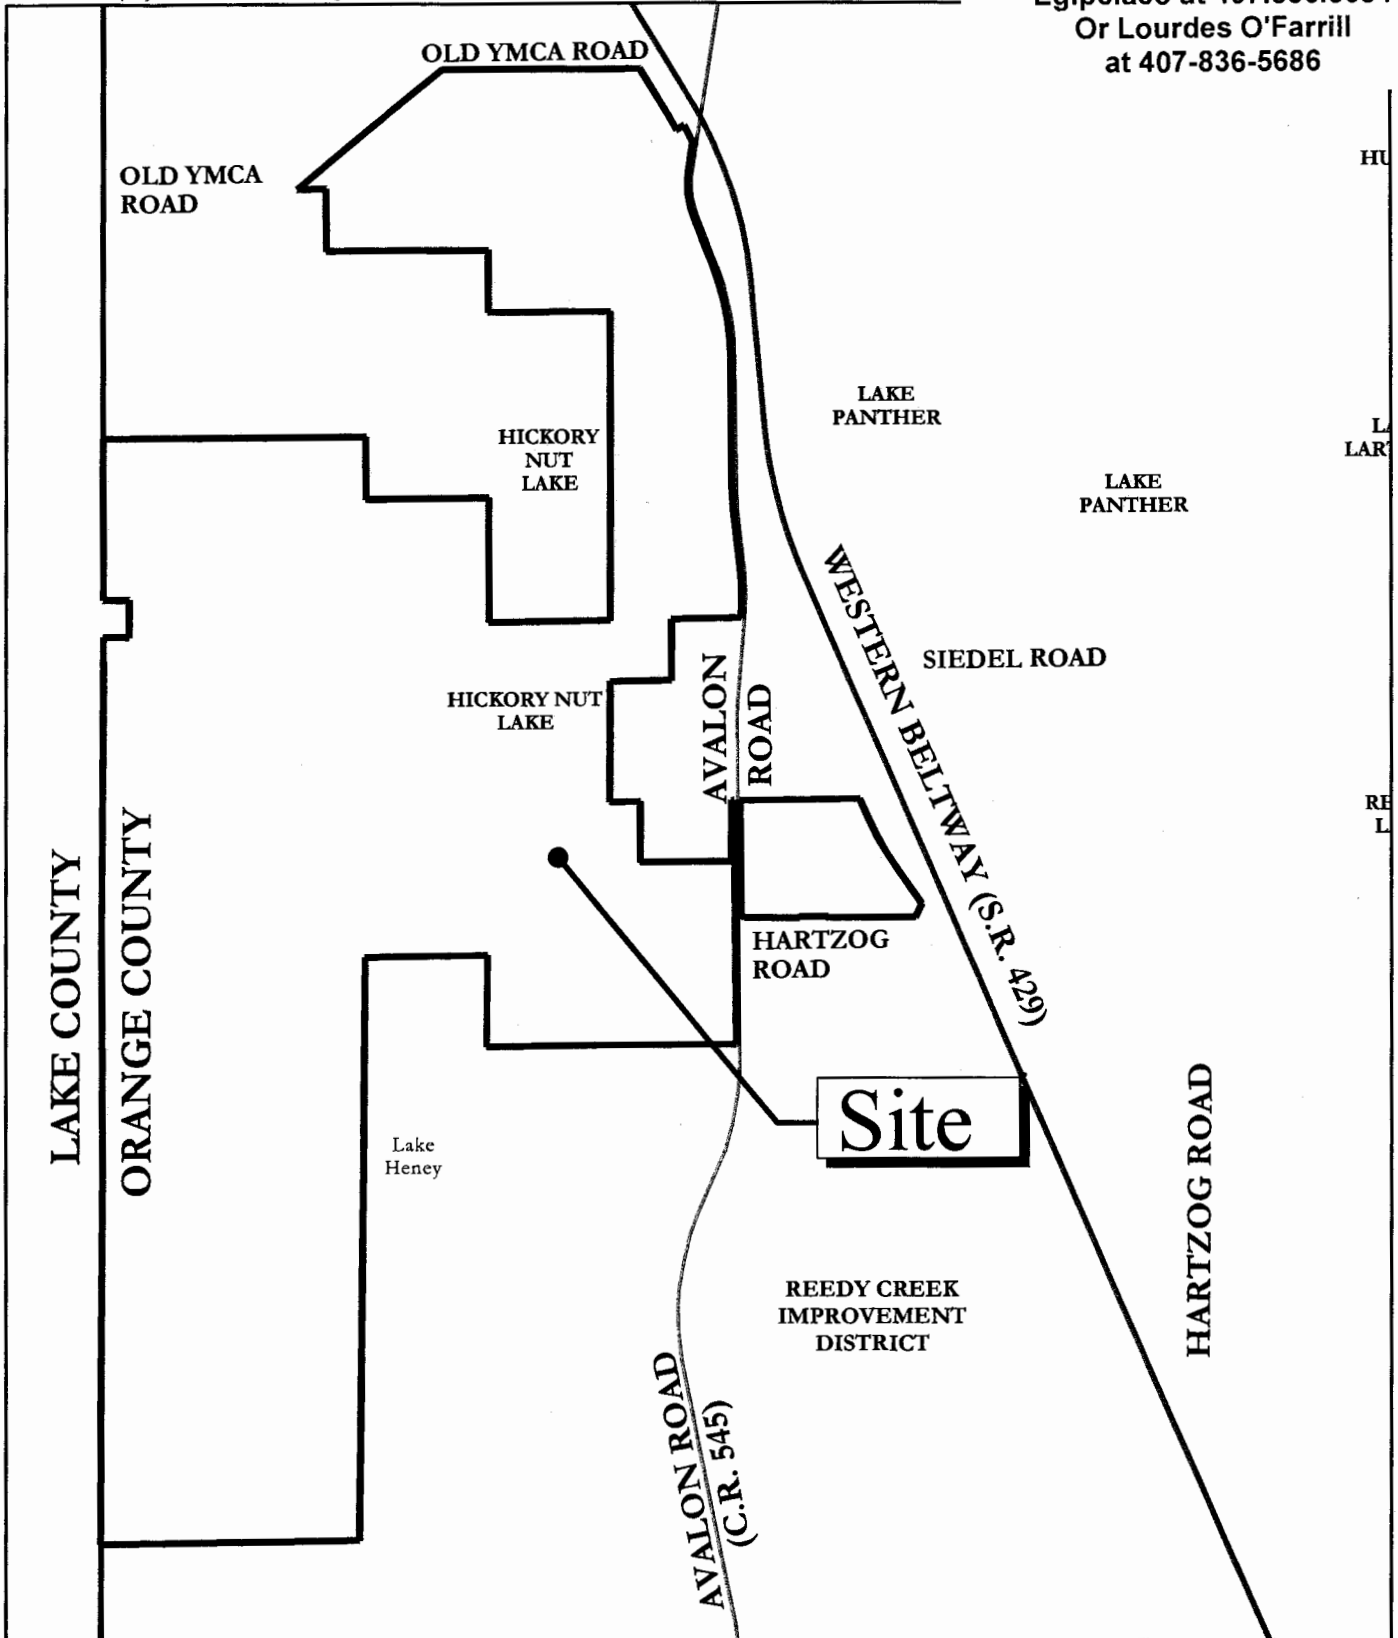 Or Lourdes O'Farrill
at 407-836-5686
OLD YMCA ROAD
OLD YMCA
ROAD
LAKE
PANTHER
HICKORY
NUT
LAKE
LAKE
PANTHER
WESTERN BELTWAY (S.R. 429)
SIEDEL ROAD
HICKORY NUT
LAKE
AVALON
ROAD
LAKE COUNTY
ORANGE COUNTY
HARTZOG
ROAD
Site
Lake
Heney
HARTZOG ROAD
REEDY CREEK
IMPROVEMENT
DISTRICT
AVALON ROAD
(C.R. 545)